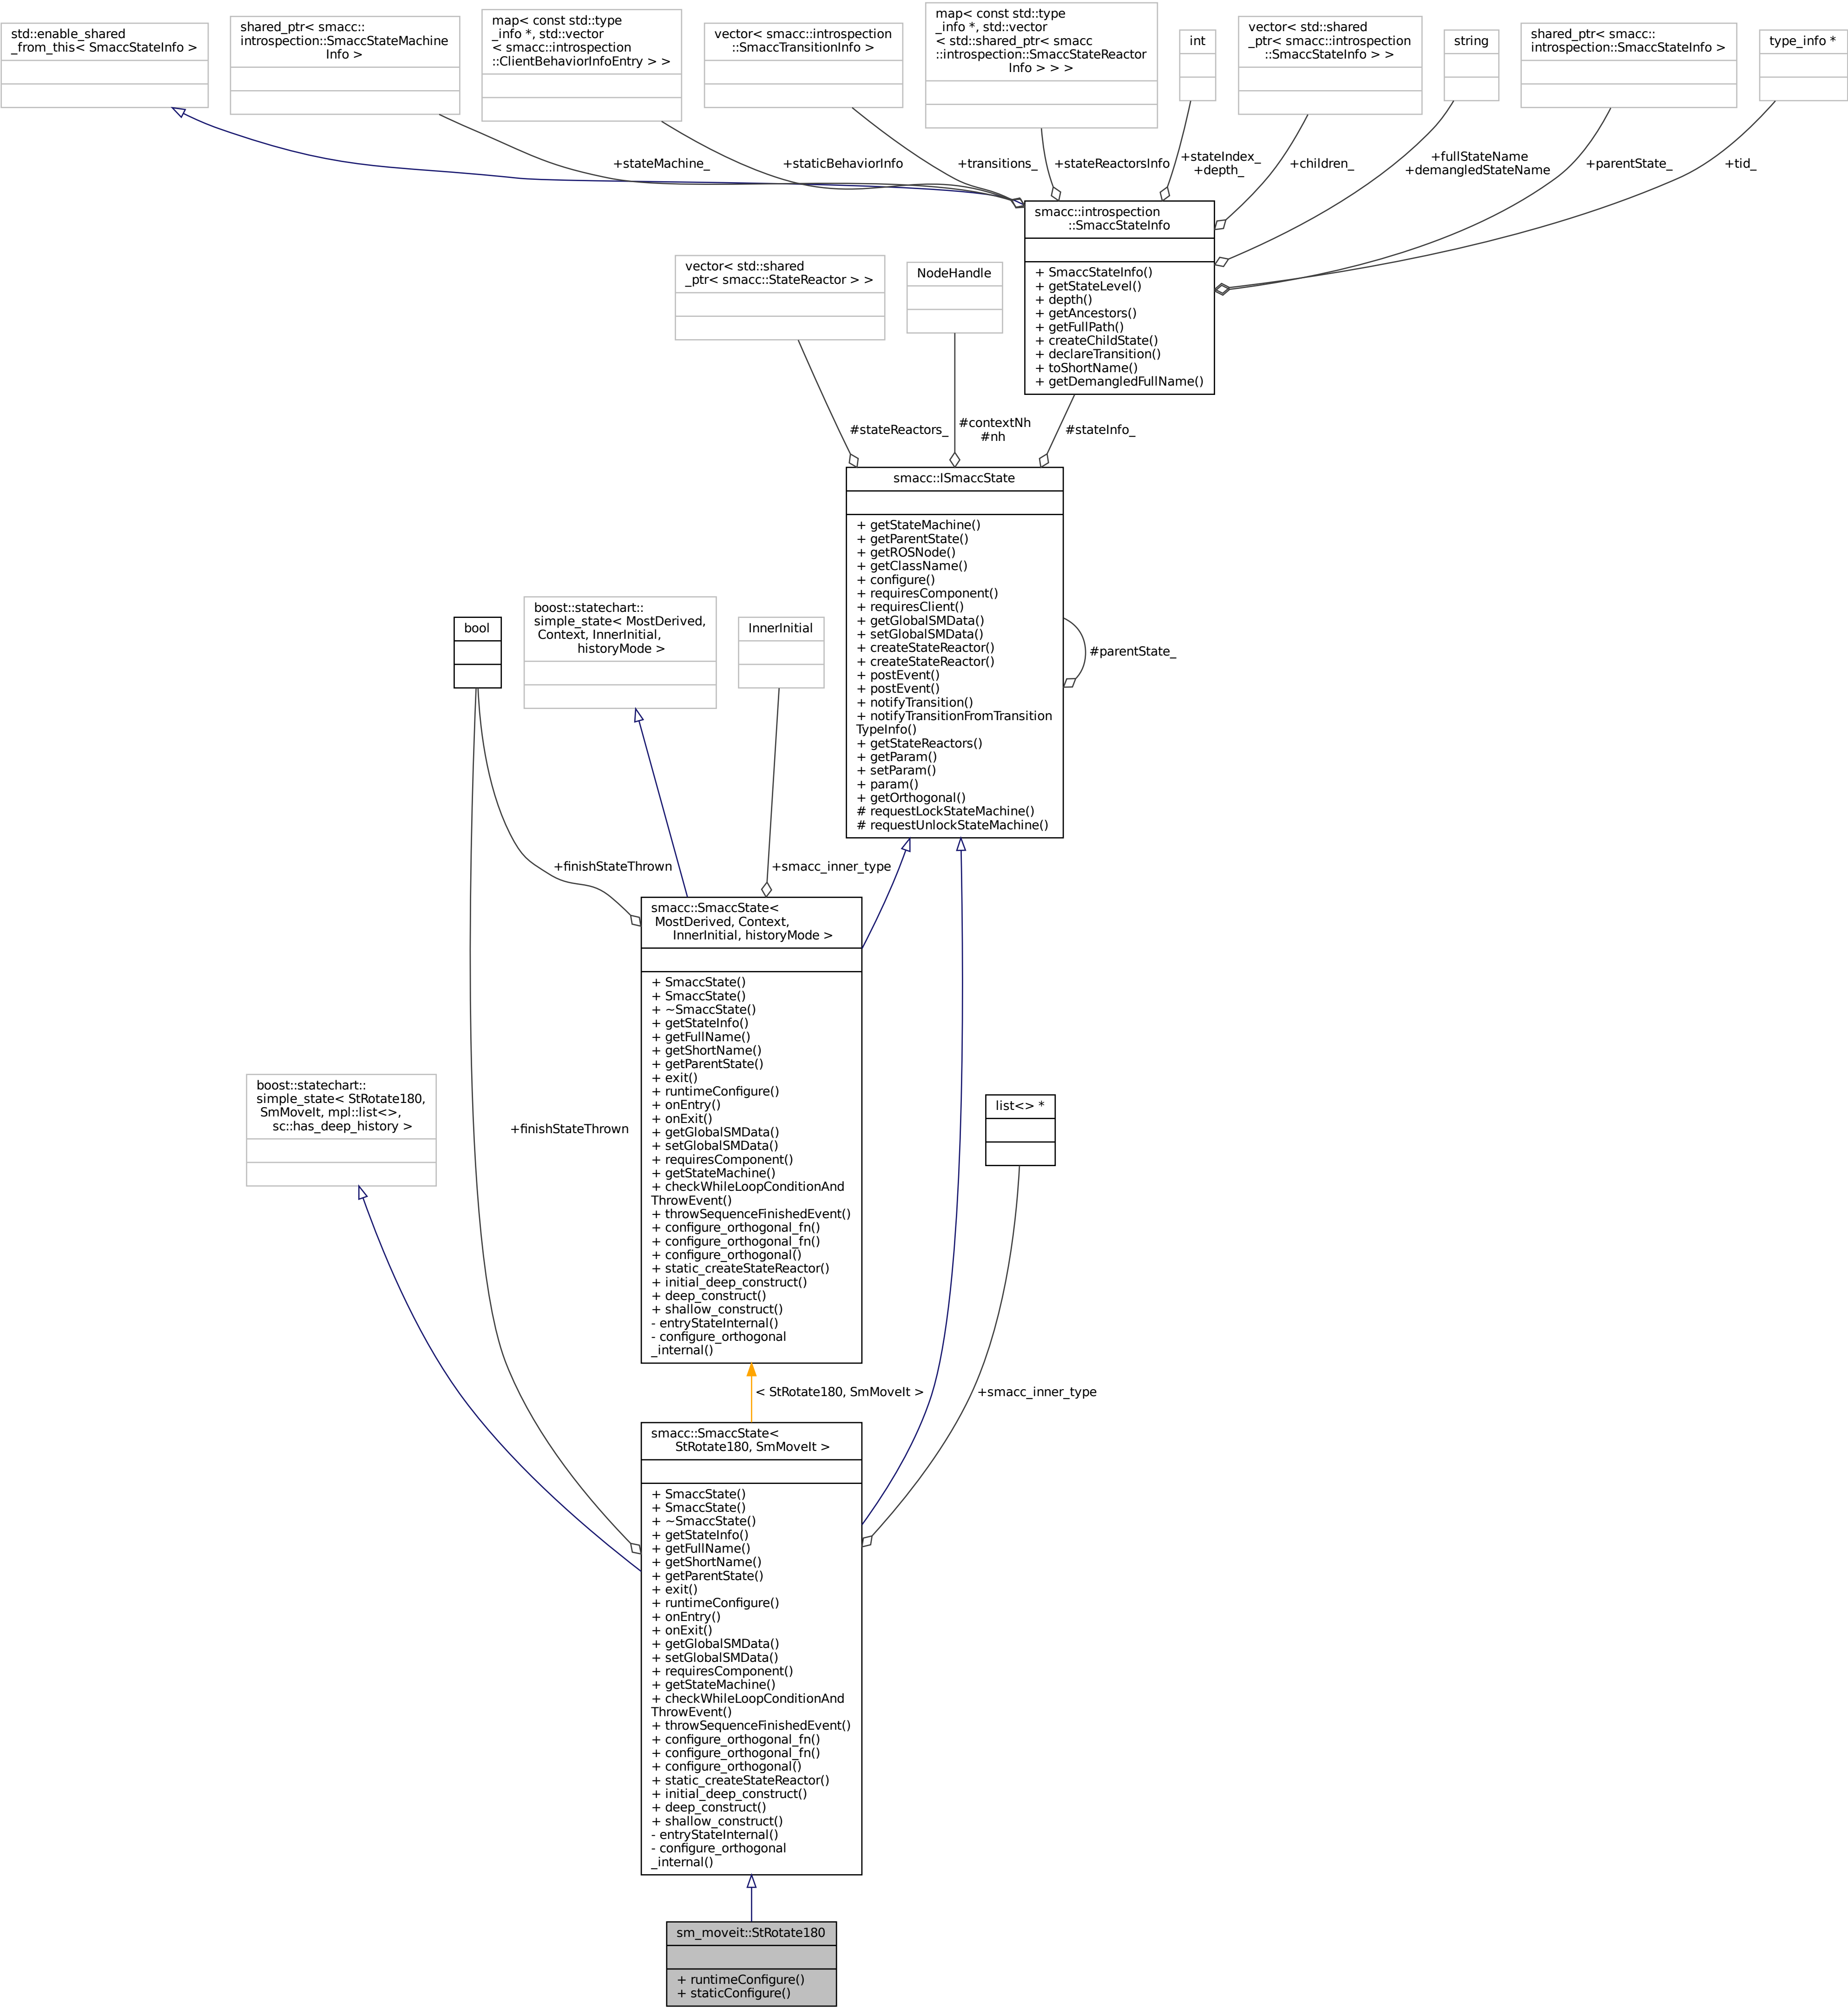 std::enable_shared
_from_this< SmaccStateInfo >
shared_ptr< smacc::
introspection::SmaccStateMachine
Info >
map< const std::type
_info *, std::vector
< smacc::introspection
::ClientBehaviorInfoEntry > >
vector< smacc::introspection
::SmaccTransitionInfo >
map< const std::type
_info *, std::vector
< std::shared_ptr< smacc
::introspection::SmaccStateReactor
Info > > >
int
vector< std::shared
_ptr< smacc::introspection
::SmaccStateInfo > >
string
shared_ptr< smacc::
introspection::SmaccStateInfo >
type_info *
+stateMachine_
+staticBehaviorInfo
+transitions_
+stateReactorsInfo
+stateIndex_
+depth_
+children_
+fullStateName
+demangledStateName
+parentState_
+tid_
smacc::introspection
::SmaccStateInfo
+ SmaccStateInfo()
+ getStateLevel()
+ depth()
+ getAncestors()
+ getFullPath()
+ createChildState()
+ declareTransition()
+ toShortName()
+ getDemangledFullName()
vector< std::shared
_ptr< smacc::StateReactor > >
NodeHandle
#stateReactors_
#contextNh
#nh
#stateInfo_
smacc::ISmaccState
+ getStateMachine()
+ getParentState()
+ getROSNode()
+ getClassName()
+ configure()
+ requiresComponent()
+ requiresClient()
+ getGlobalSMData()
+ setGlobalSMData()
+ createStateReactor()
+ createStateReactor()
+ postEvent()
+ postEvent()
+ notifyTransition()
+ notifyTransitionFromTransition
TypeInfo()
+ getStateReactors()
+ getParam()
+ setParam()
+ param()
+ getOrthogonal()
# requestLockStateMachine()
# requestUnlockStateMachine()
#parentState_
bool
boost::statechart::
simple_state< MostDerived,
Context, InnerInitial,
historyMode >
InnerInitial
+finishStateThrown
+smacc_inner_type
smacc::SmaccState<
MostDerived, Context,
InnerInitial, historyMode >
+ SmaccState()
+ SmaccState()
+ ~SmaccState()
+ getStateInfo()
+ getFullName()
+ getShortName()
+ getParentState()
+ exit()
+ runtimeConfigure()
+ onEntry()
+ onExit()
+ getGlobalSMData()
+ setGlobalSMData()
+ requiresComponent()
+ getStateMachine()
+ checkWhileLoopConditionAnd
ThrowEvent()
+ throwSequenceFinishedEvent()
+ configure_orthogonal_fn()
+ configure_orthogonal_fn()
+ configure_orthogonal()
+ static_createStateReactor()
+ initial_deep_construct()
+ deep_construct()
+ shallow_construct()
- entryStateInternal()
- configure_orthogonal
_internal()
boost::statechart::
simple_state< StRotate180,
SmMoveIt, mpl::list<>,
sc::has_deep_history >
+finishStateThrown
list<> *
< StRotate180, SmMoveIt >
+smacc_inner_type
smacc::SmaccState<
StRotate180, SmMoveIt >
+ SmaccState()
+ SmaccState()
+ ~SmaccState()
+ getStateInfo()
+ getFullName()
+ getShortName()
+ getParentState()
+ exit()
+ runtimeConfigure()
+ onEntry()
+ onExit()
+ getGlobalSMData()
+ setGlobalSMData()
+ requiresComponent()
+ getStateMachine()
+ checkWhileLoopConditionAnd
ThrowEvent()
+ throwSequenceFinishedEvent()
+ configure_orthogonal_fn()
+ configure_orthogonal_fn()
+ configure_orthogonal()
+ static_createStateReactor()
+ initial_deep_construct()
+ deep_construct()
+ shallow_construct()
- entryStateInternal()
- configure_orthogonal
_internal()
sm_moveit::StRotate180
+ runtimeConfigure()
+ staticConfigure()